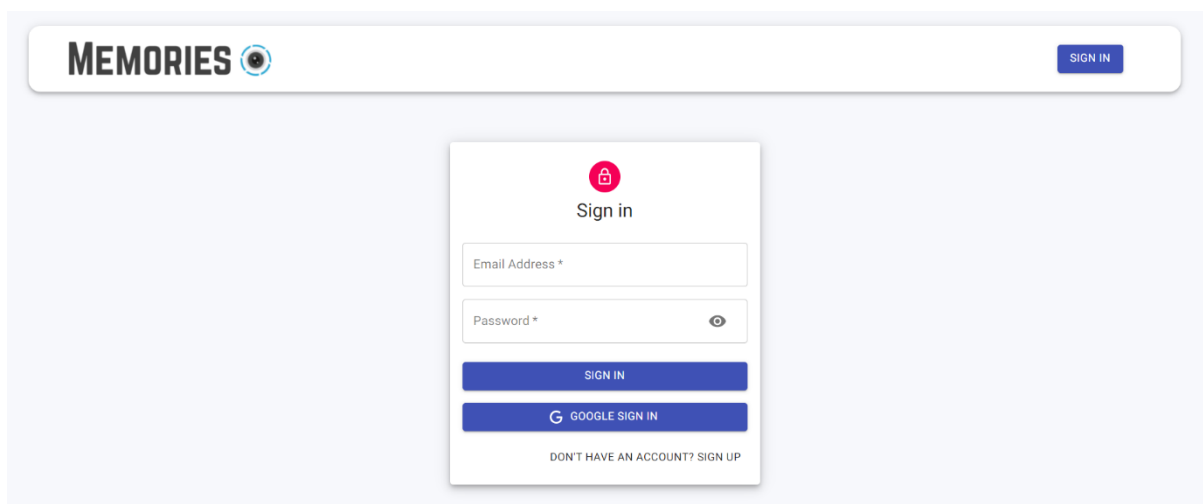 MEMORIES
SIGN IN
Sign in
Email Address *
Password *
SIGN IN
G GOOGLE SIGN IN
DON'T HAVE AN ACCOUNT? SIGN UP